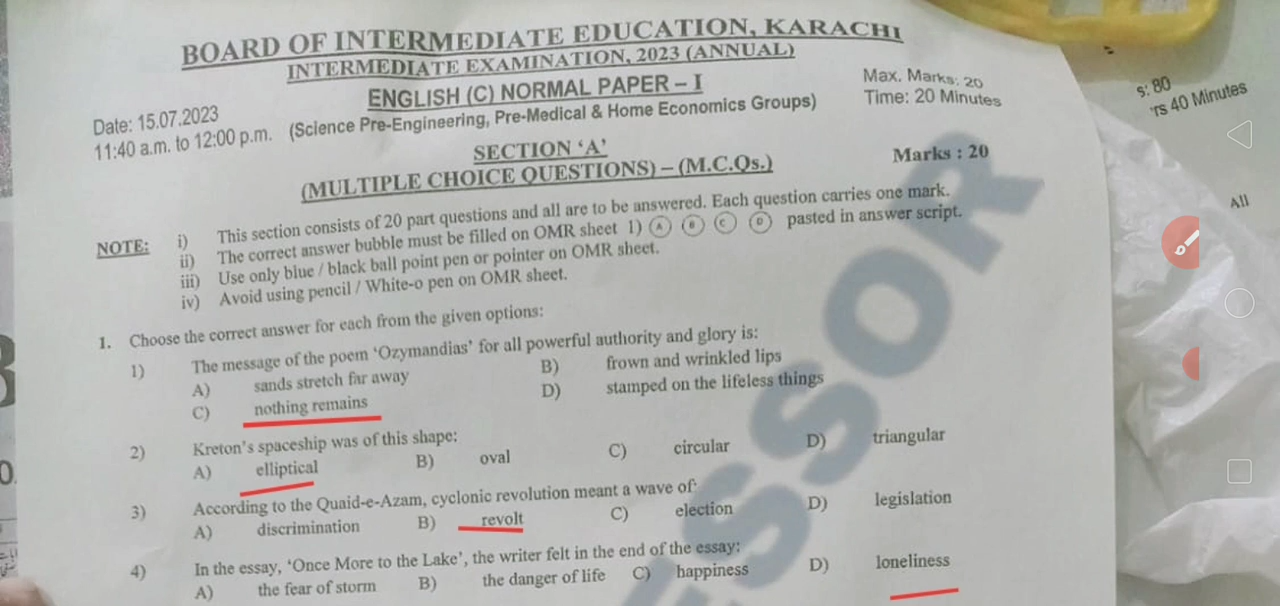 BOARD OF INTERMEDIATE EDUCATION, KARACHI
INTERMEDIATE EXAMINATION, 2023 (ANNUAL)
ENGLISH (C) NORMAL PAPER – I
Max. Marks: 20
Date: 15.07.2023
Time: 20 Minutes
11:40 a.m. to 12:00 p.m. (Science Pre-Engineering, Pre-Medical & Home Economics Groups)
SECTION ‘A’
Marks : 20
(MULTIPLE CHOICE QUESTIONS) – (M.C.Qs.)
NOTE: i) This section consists of 20 part questions and all are to be answered. Each question carries one mark.
ii) The correct answer bubble must be filled on OMR sheet 1) A B C D pasted in answer script.
iii) Use only blue / black ball point pen or pointer on OMR sheet.
iv) Avoid using pencil / White-o pen on OMR sheet.
1. Choose the correct answer for each from the given options:
1) The message of the poem ‘Ozymandias’ for all powerful authority and glory is:
A) sands stretch far away B) frown and wrinkled lips
C) nothing remains D) stamped on the lifeless things
2) Kreton’s spaceship was of this shape:
A) elliptical B) oval C) circular D) triangular
3) According to the Quaid-e-Azam, cyclonic revolution meant a wave of:
A) discrimination B) revolt C) election D) legislation
4) In the essay, ‘Once More to the Lake’, the writer felt in the end of the essay:
A) the fear of storm B) the danger of life C) happiness D) loneliness
s: 80
rs 40 Minutes
All
SSOR